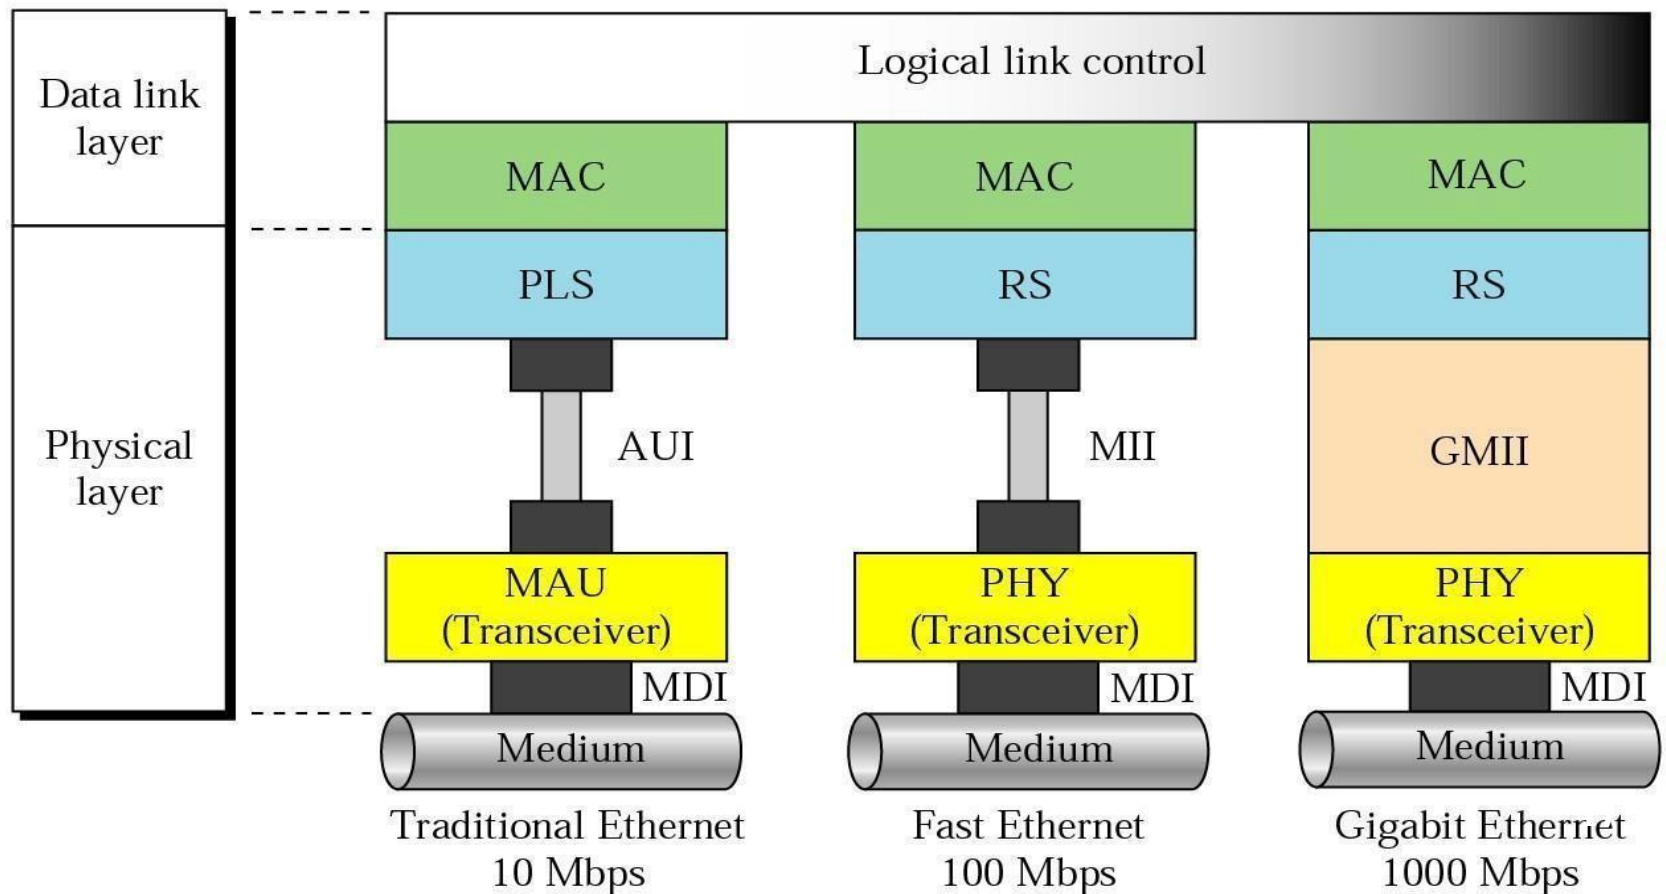 Data link
layer
Physical
layer
Logical link control
MAC
MAC
MAC
PLS
RS
RS
AUI
MII
GMII
MAU
(Transceiver)
PHY
(Transceiver)
PHY
(Transceiver)
MDI
MDI
MDI
Medium
Medium
Medium
Traditional Ethernet
10 Mbps
Fast Ethernet
100 Mbps
Gigabit Ethernet
1000 Mbps